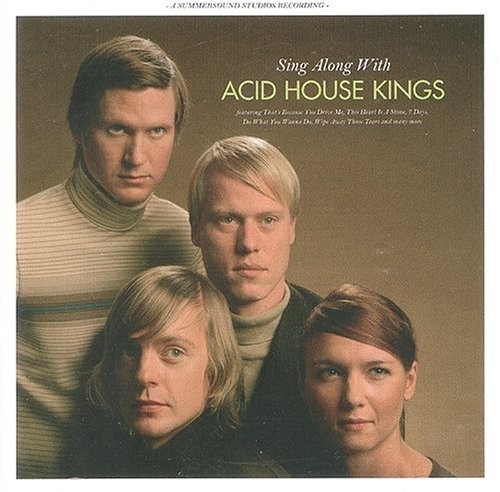 - A SUMMERSOUND STUDIOS RECORDING -
Sing Along With
ACID HOUSE KINGS
featuring That's Because You Drive Me, This Heart Is A Stone, 7 Days,
Do What You Wanna Do, Wipe Away Those Tears and many more